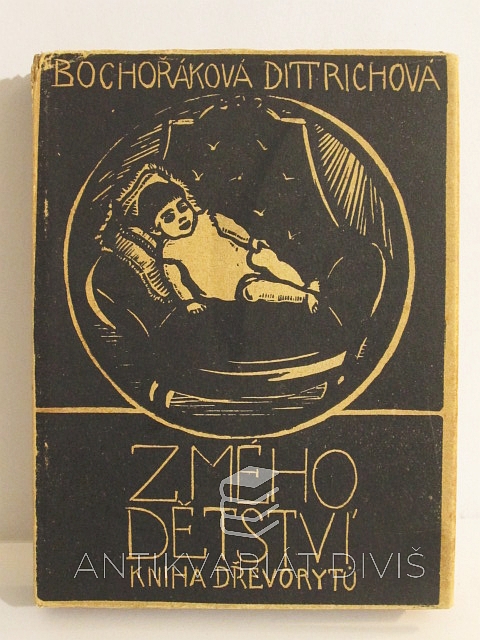 BOCHOŘÁKOVÁ DITTRICHOVÁ
Z MÉHO
DĚTSTVÍ
ANTIKVARIÁT DIVIŠ
KNIHA DŘEVORYTŮ